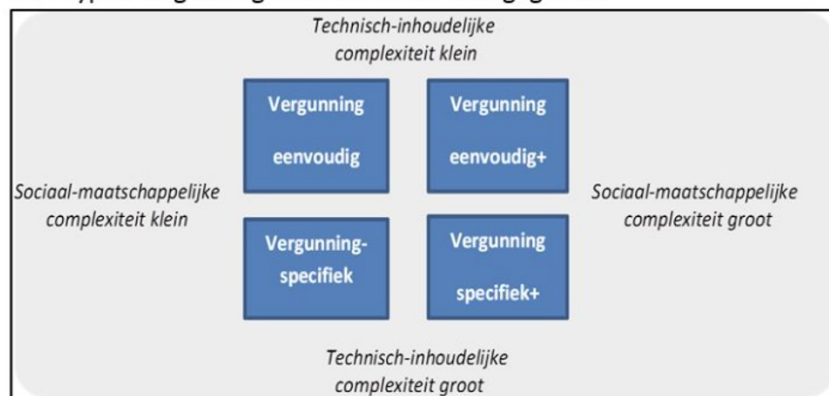 Technisch-inhoudelijke
complexiteit klein
Vergunning
eenvoudig
Vergunning
eenvoudig+
Sociaal-maatschappelijke
complexiteit klein
Sociaal-maatschappelijke
complexiteit groot
Vergunning-
specifiek
Vergunning
specifiek+
Technisch-inhoudelijke
complexiteit groot